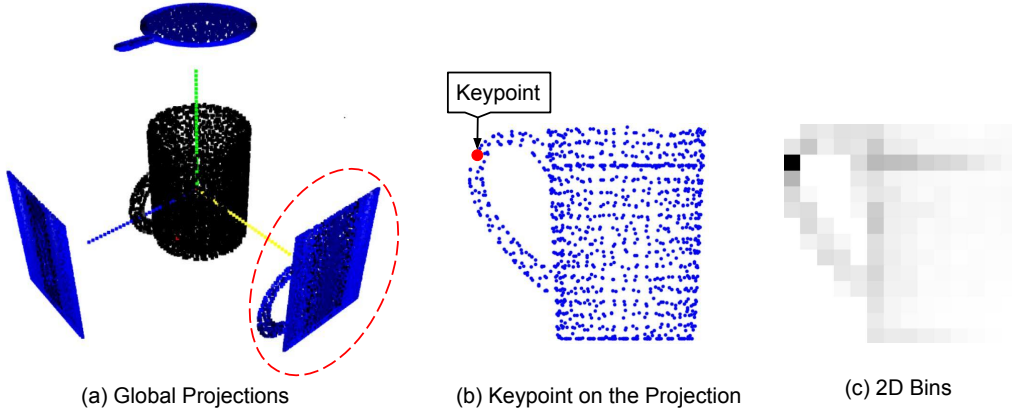 Keypoint
(a) Global Projections
(b) Keypoint on the Projection
(c) 2D Bins